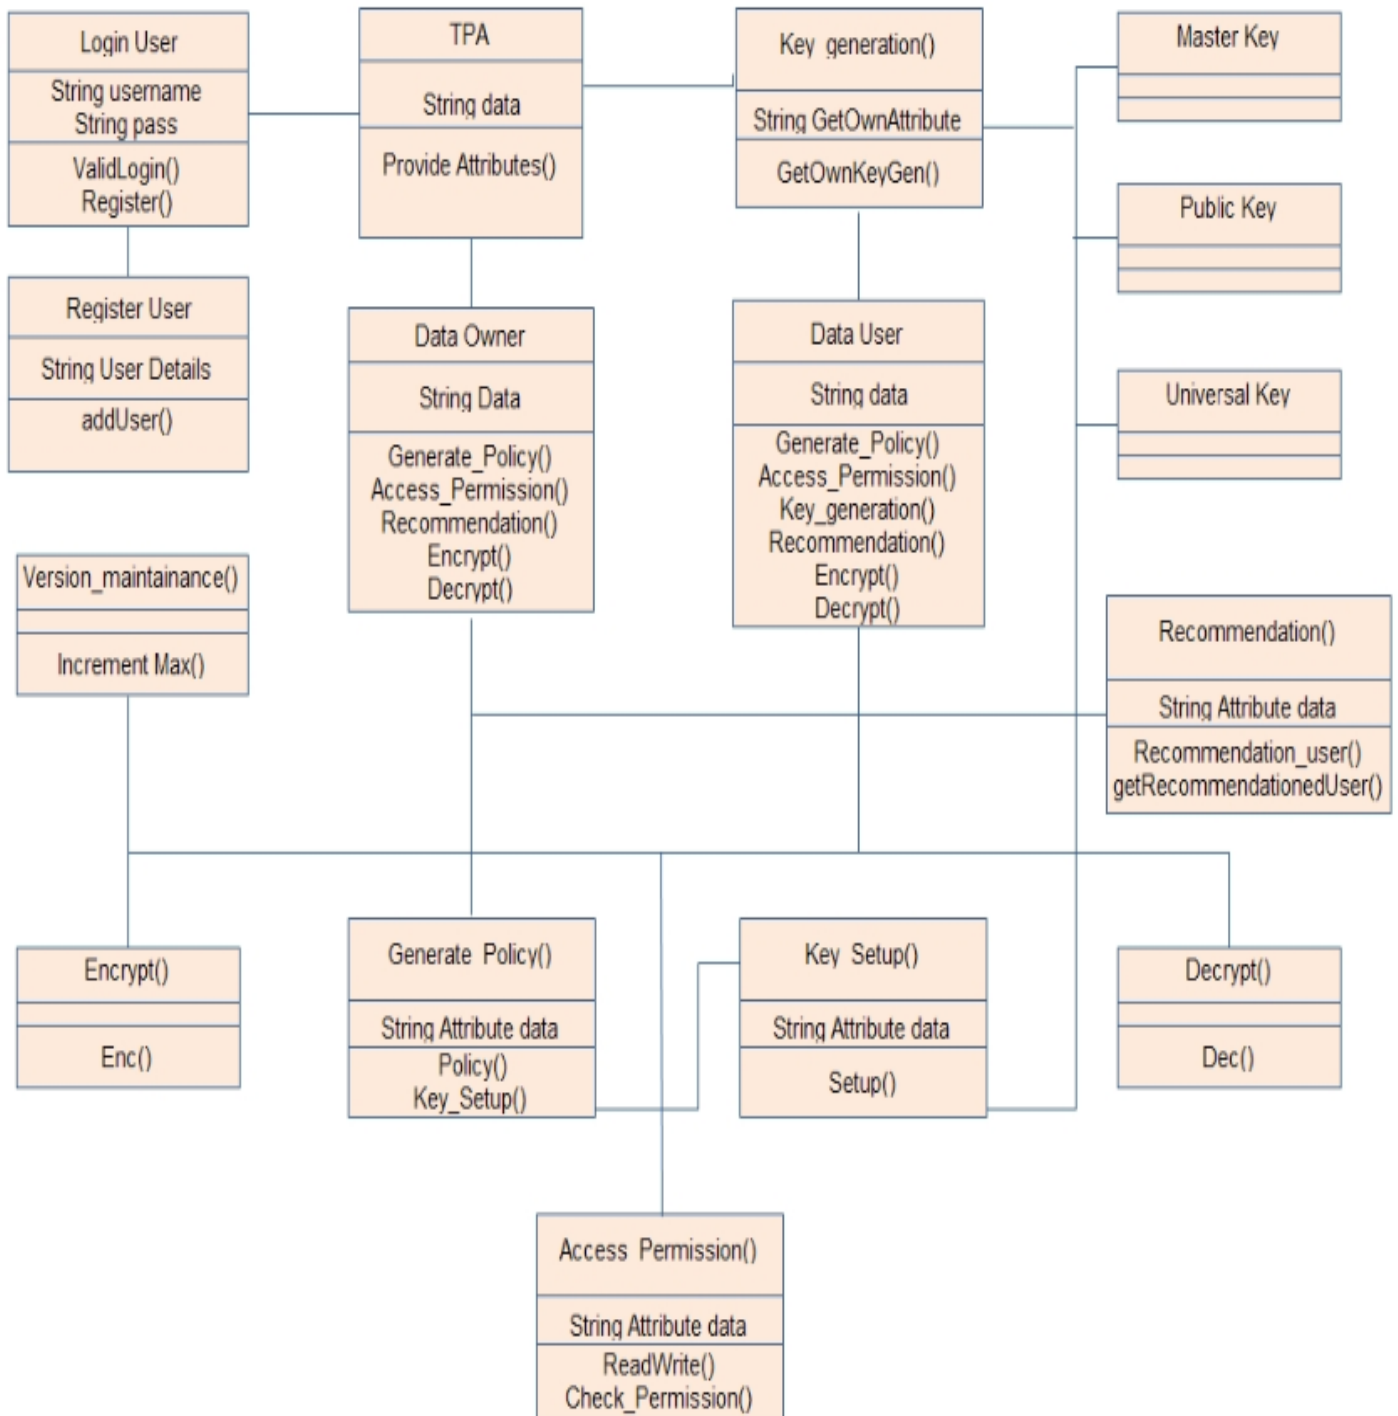 Login User
String username
String pass
ValidLogin()
Register()
TPA
String data
Provide Attributes()
Key generation()
String GetOwnAttribute
GetOwnKeyGen()
Master Key
Public Key
Universal Key
Register User
String User Details
addUser()
Data Owner
String Data
Generate_Policy()
Access_Permission()
Recommendation()
Encrypt()
Decrypt()
Data User
String data
Generate_Policy()
Access_Permission()
Key_generation()
Recommendation()
Encrypt()
Decrypt()
Version_maintainance()
Increment Max()
Recommendation()
String Attribute data
Recommendation_user()
getRecommendationedUser()
Encrypt()
Enc()
Generate Policy()
String Attribute data
Policy()
Key_Setup()
Key Setup()
String Attribute data
Setup()
Decrypt()
Dec()
Access Permission()
String Attribute data
ReadWrite()
Check_Permission()